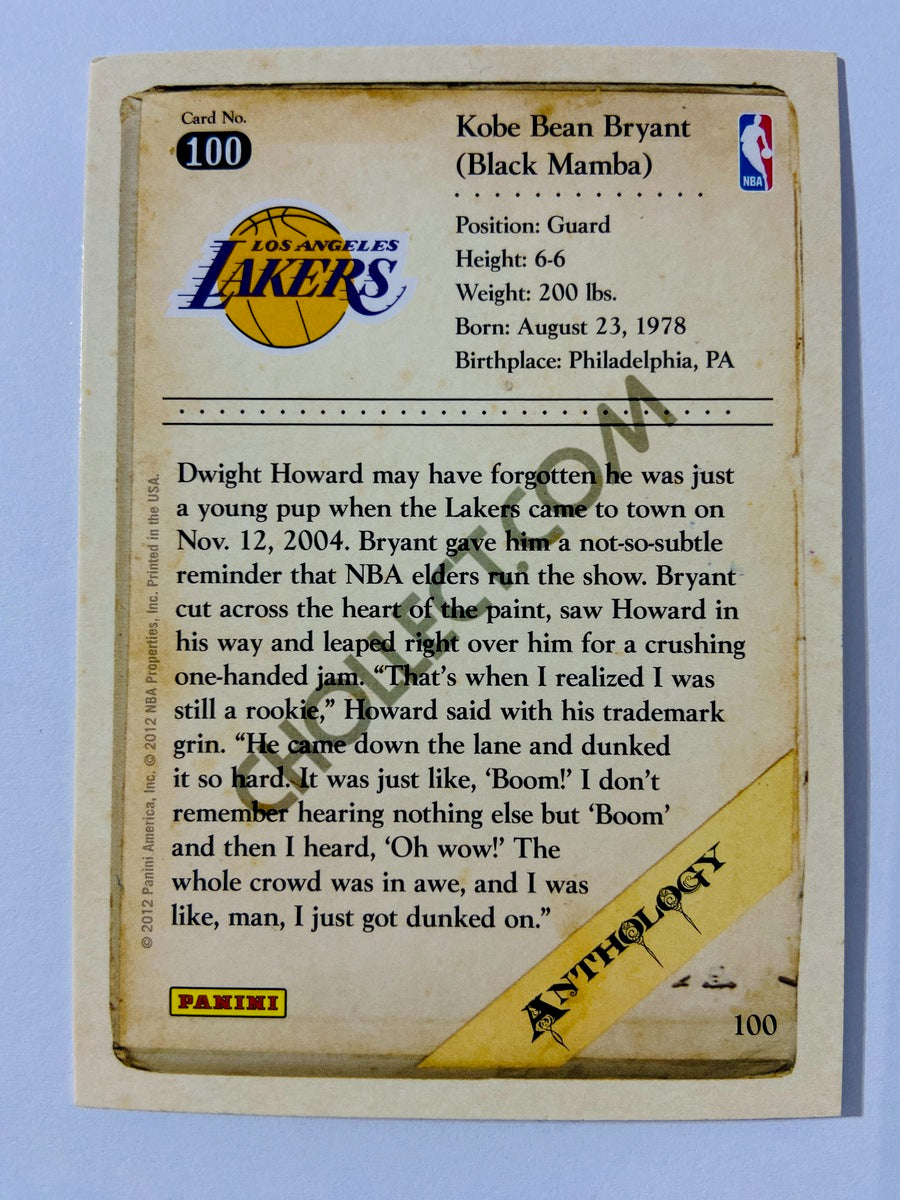 Card No.
100
Kobe Bean Bryant
(Black Mamba)
NBA
LOS ANGELES
LAKERS
Position: Guard
Height: 6-6
Weight: 200 lbs.
Born: August 23, 1978
Birthplace: Philadelphia, PA
Dwight Howard may have forgotten he was just
a young pup when the Lakers came to town on
Nov. 12, 2004. Bryant gave him a not-so-subtle
reminder that NBA elders run the show. Bryant
cut across the heart of the paint, saw Howard in
his way and leaped right over him for a crushing
one-handed jam. “That’s when I realized I was
still a rookie,” Howard said with his trademark
grin. “He came down the lane and dunked
it so hard. It was just like, ‘Boom!’ I don’t
remember hearing nothing else but ‘Boom’
and then I heard, ‘Oh wow!’ The
whole crowd was in awe, and I was
like, man, I just got dunked on.”
© 2012 Panini America, Inc. © 2012 NBA Properties, Inc. Printed in the USA.
CHOLLECT.COM
PANINI
ANTHOLOGY
100